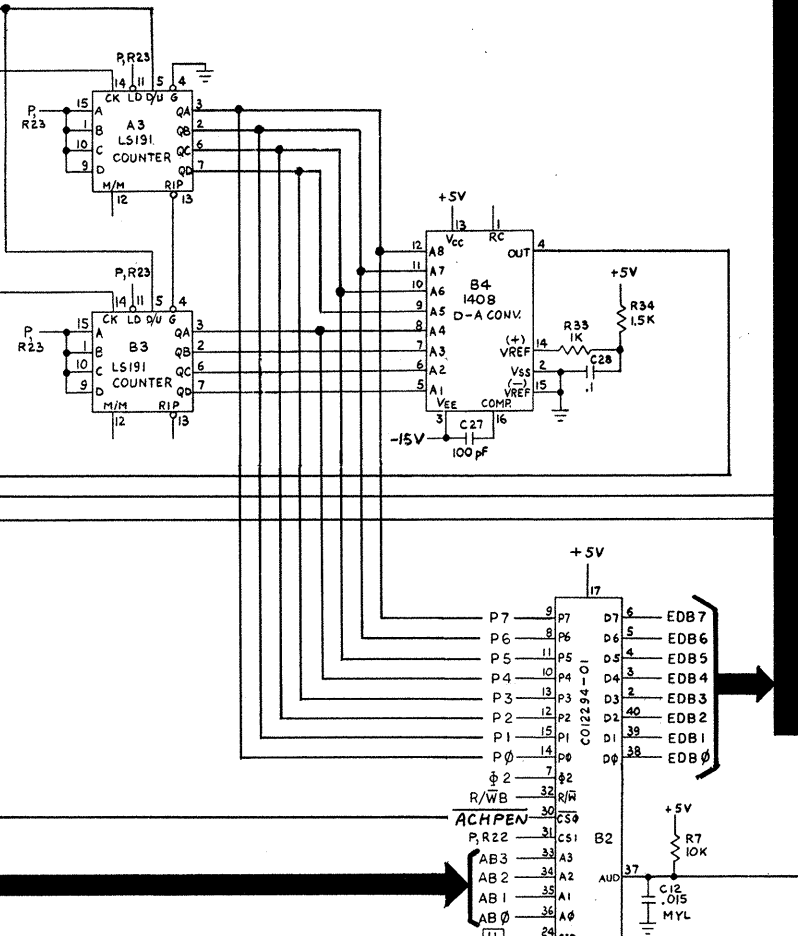 P,R23
14 11 5 4
CK LD D/U G
P,
R23
15 A QA 3
1 B QB 2
10 C QC 6
9 D QD 7
A3
LS191
COUNTER
M/M RIP
12 13
P,R23
14 11 5 4
CK LD D/U G
P,
R23
15 A QA 3
1 B QB 2
10 C QC 6
9 D QD 7
B3
LS191
COUNTER
M/M RIP
12 13
+5V
13 1
VCC RC
12 A8 OUT 4
11 A7
10 A6
9 A5
8 A4
7 A3
6 A2
5 A1
B4
1408
D-A CONV.
(+)
VREF 14
VSS 2
(-)
VREF 15
VEE COMP.
3 16
-15V
C27
100pF
+5V
R34
1.5K
R33
1K
C28
.1
+5V
17
P7 9 P7 D7 6 EDB7
P6 8 P6 D6 5 EDB6
P5 11 P5 D5 4 EDB5
P4 10 P4 D4 3 EDB4
P3 13 P3 D3 2 EDB3
P2 12 P2 D2 40 EDB2
P1 15 P1 D1 39 EDB1
PØ 14 PØ DØ 38 EDBØ
CO12294-01
Φ2 7 Φ2
R/W̅B 32 R/W̅
A̅C̅H̅P̅E̅N̅ 30 C̅S̅Ø̅
P,R22 31 CS1
B2
AB3 33 A3
AB2 34 A2
AB1 35 A1
ABØ 36 AØ
24
AUD 37
+5V
R7
10K
C12
.015
MYL